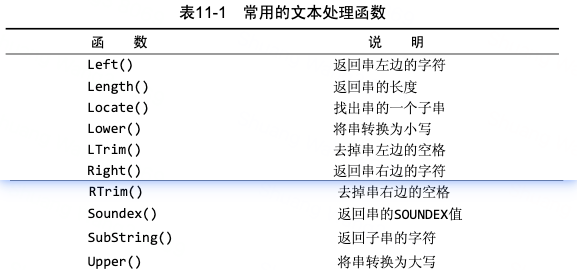 表11-1 常用的文本处理函数
函 数 说 明
Left() 返回串左边的字符
Length() 返回串的长度
Locate() 找出串的一个子串
Lower() 将串转换为小写
LTrim() 去掉串左边的空格
Right() 返回串右边的字符
RTrim() 去掉串右边的空格
Soundex() 返回串的SOUNDEX值
SubString() 返回子串的字符
Upper() 将串转换为大写